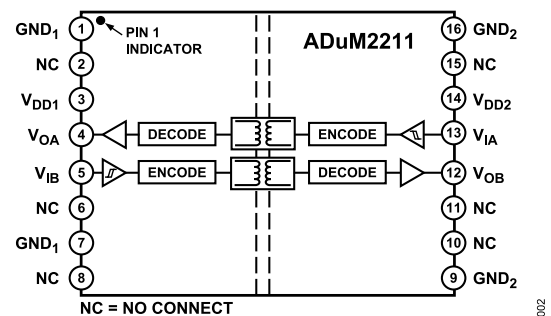 ADuM2211
PIN 1
INDICATOR
GND1 1
NC 2
VDD1 3
VOA 4
VIB 5
NC 6
GND1 7
NC 8
16 GND2
15 NC
14 VDD2
13 VIA
12 VOB
11 NC
10 NC
9 GND2
DECODE ENCODE
ENCODE DECODE
NC = NO CONNECT
002